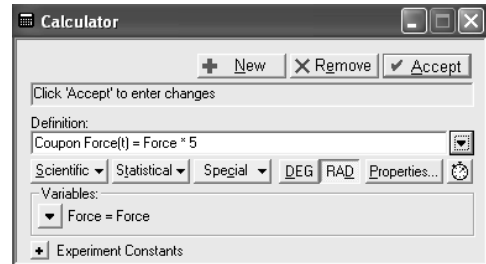 Calculator
New Remove Accept
Click 'Accept' to enter changes
Definition:
Coupon Force(t) = Force * 5
Scientific Statistical Special DEG RAD Properties...
Variables:
Force = Force
Experiment Constants